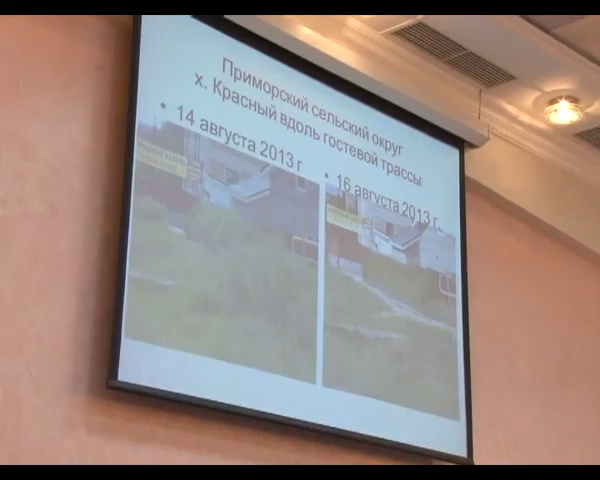 Приморский сельский округ
х. Красный вдоль гостевой трассы
• 14 августа 2013 г
• 16 августа 2013 г.